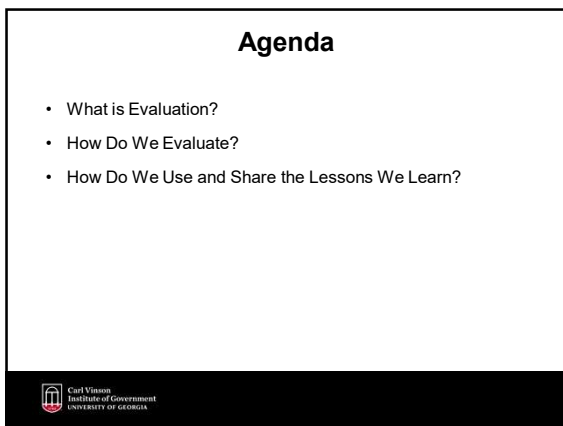 Agenda
• What is Evaluation?
• How Do We Evaluate?
• How Do We Use and Share the Lessons We Learn?
Carl Vinson
Institute of Government
UNIVERSITY OF GEORGIA